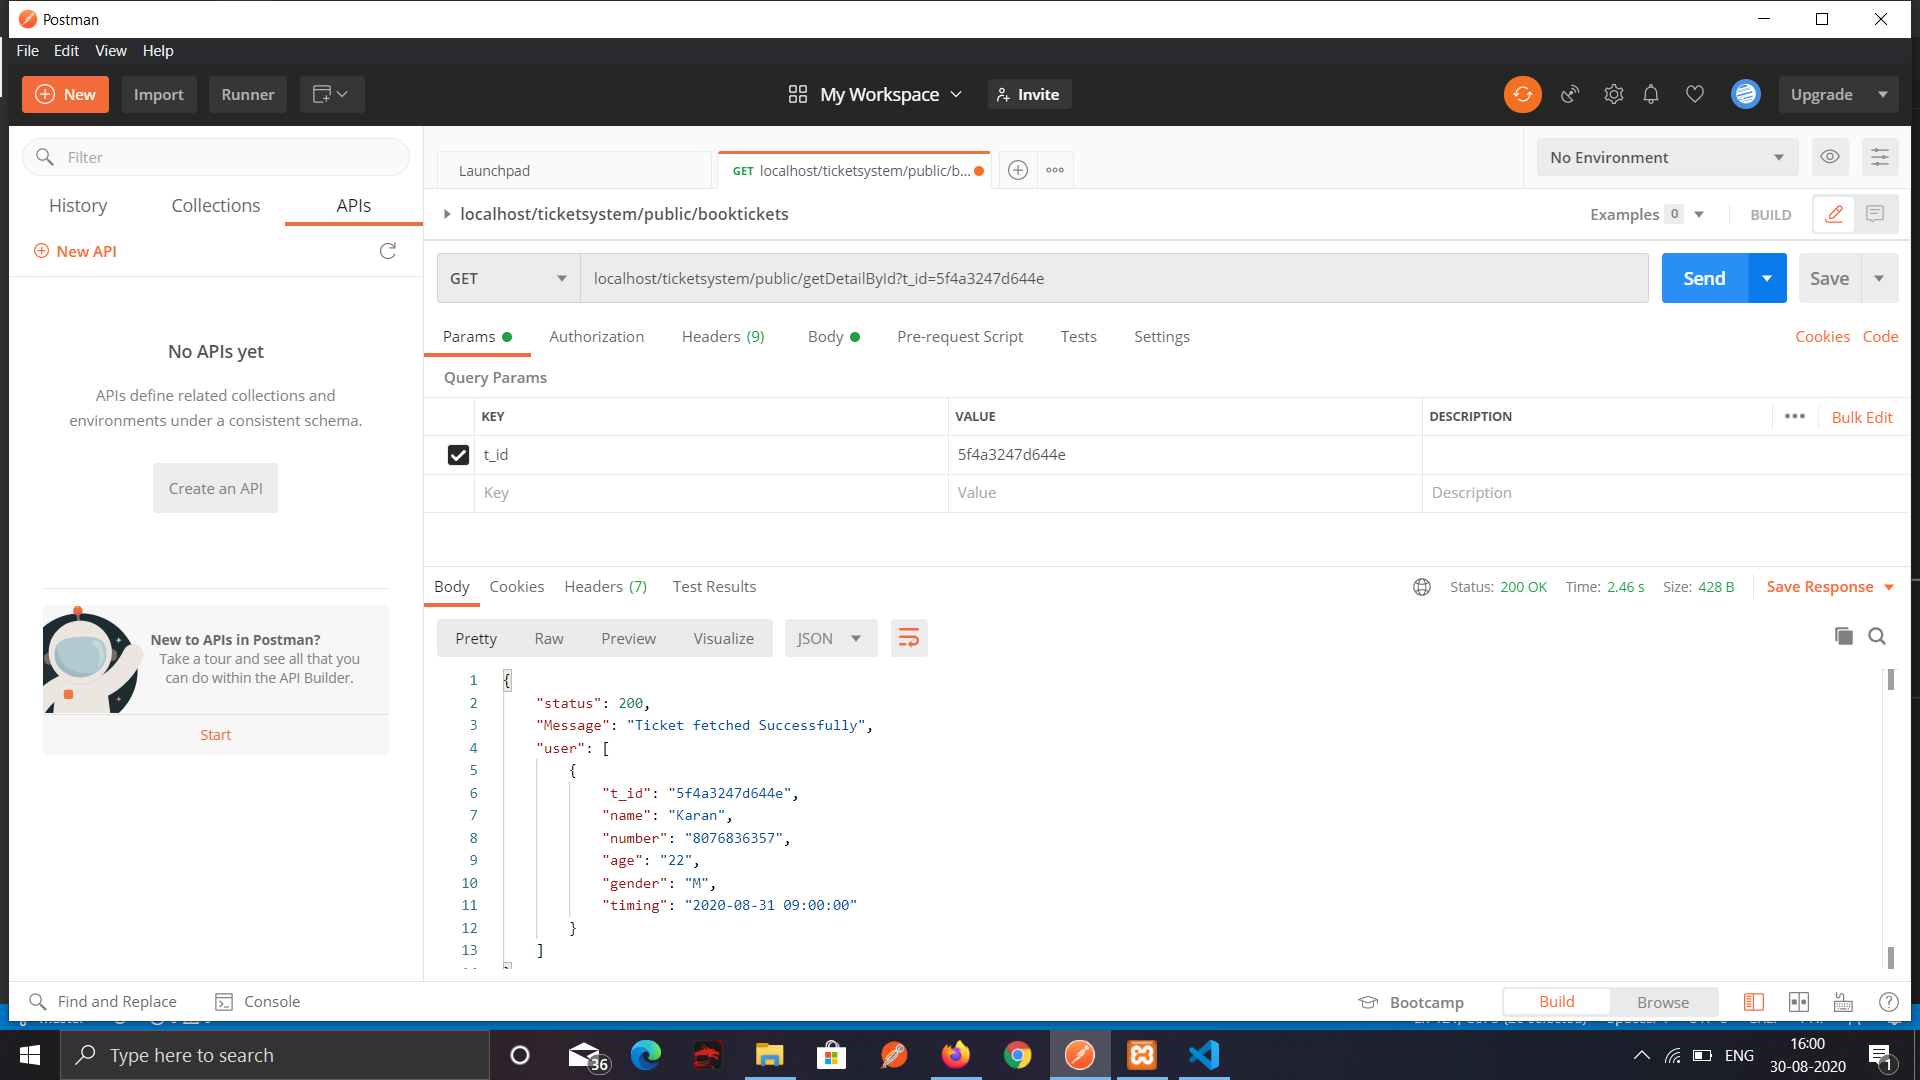 Postman
File Edit View Help
New Import Runner My Workspace Invite Upgrade
Filter
History Collections APIs
New API
No APIs yet
APIs define related collections and
environments under a consistent schema.
Create an API
New to APIs in Postman?
Take a tour and see all that you
can do within the API Builder.
Start
Launchpad GET localhost/ticketsystem/public/b... No Environment
localhost/ticketsystem/public/booktickets Examples 0 BUILD
GET localhost/ticketsystem/public/getDetailById?t_id=5f4a3247d644e Send Save
Params Authorization Headers (9) Body Pre-request Script Tests Settings Cookies Code
Query Params
KEY VALUE DESCRIPTION Bulk Edit
t_id 5f4a3247d644e
Key Value Description
Body Cookies Headers (7) Test Results Status: 200 OK Time: 2.46 s Size: 428 B Save Response
Pretty Raw Preview Visualize JSON
1 {
2 "status": 200,
3 "Message": "Ticket fetched Successfully",
4 "user": [
5 {
6 "t_id": "5f4a3247d644e",
7 "name": "Karan",
8 "number": "8076836357",
9 "age": "22",
10 "gender": "M",
11 "timing": "2020-08-31 09:00:00"
12 }
13 ]
Find and Replace Console Bootcamp Build Browse
Type here to search 36 ENG 16:00
30-08-2020 1